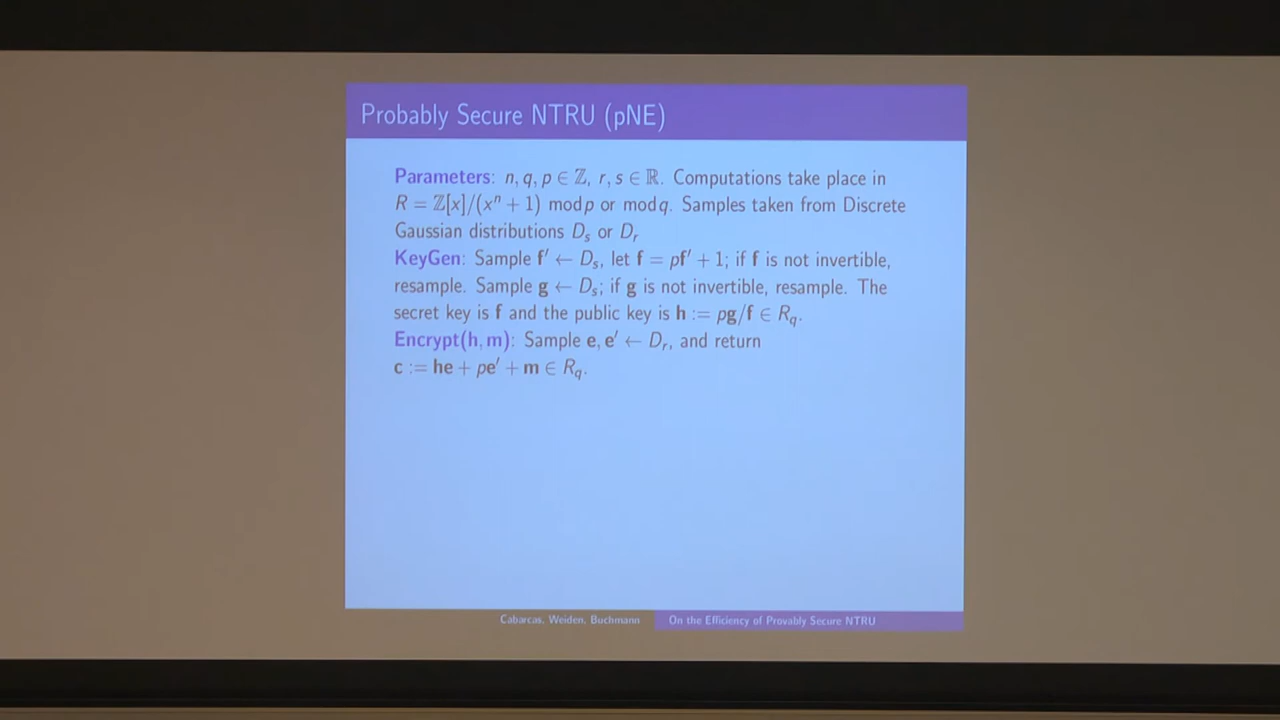 Probably Secure NTRU (pNE)
Parameters: n, q, p ∈ ℤ, r, s ∈ ℝ. Computations take place in
R = ℤ[x]/(xⁿ + 1) mod p or mod q. Samples taken from Discrete
Gaussian distributions Dₛ or Dᵣ
KeyGen: Sample f′ ← Dₛ, let f = pf′ + 1; if f is not invertible,
resample. Sample g ← Dₛ; if g is not invertible, resample. The
secret key is f and the public key is h := pg/f ∈ R_q.
Encrypt(h, m): Sample e, e′ ← Dᵣ, and return
c := he + pe′ + m ∈ R_q.
Cabarcas, Weiden, Buchmann
On the Efficiency of Provably Secure NTRU